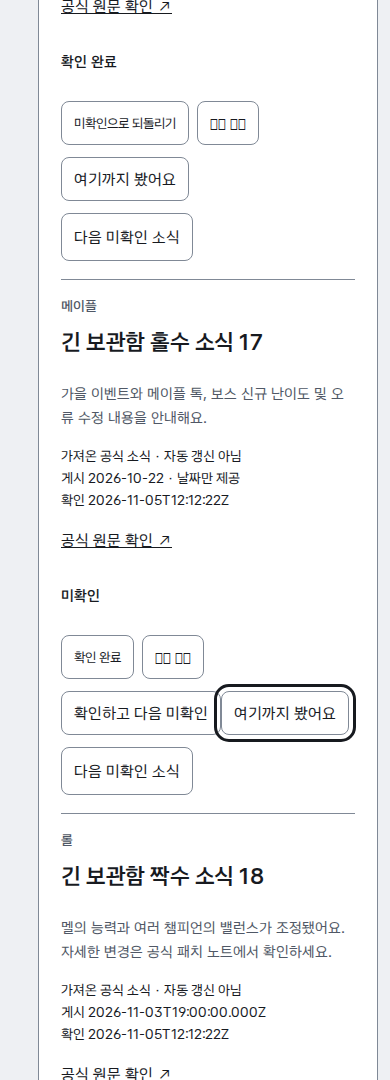 공식 원문 확인 ↗
확인 완료
미확인으로 되돌리기
여기까지 봤어요
다음 미확인 소식
메이플
긴 보관함 홀수 소식 17
가을 이벤트와 메이플 톡, 보스 신규 난이도 및 오
류 수정 내용을 안내해요.
가져온 공식 소식 · 자동 갱신 아님
게시 2026-10-22 · 날짜만 제공
확인 2026-11-05T12:12:22Z
공식 원문 확인 ↗
미확인
확인 완료
확인하고 다음 미확인 여기까지 봤어요
다음 미확인 소식
롤
긴 보관함 짝수 소식 18
멜의 능력과 여러 챔피언의 밸런스가 조정됐어요.
자세한 변경은 공식 패치 노트에서 확인하세요.
가져온 공식 소식 · 자동 갱신 아님
게시 2026-11-03T19:00:00.000Z
확인 2026-11-05T12:12:22Z
공식 원문 확인 ↗